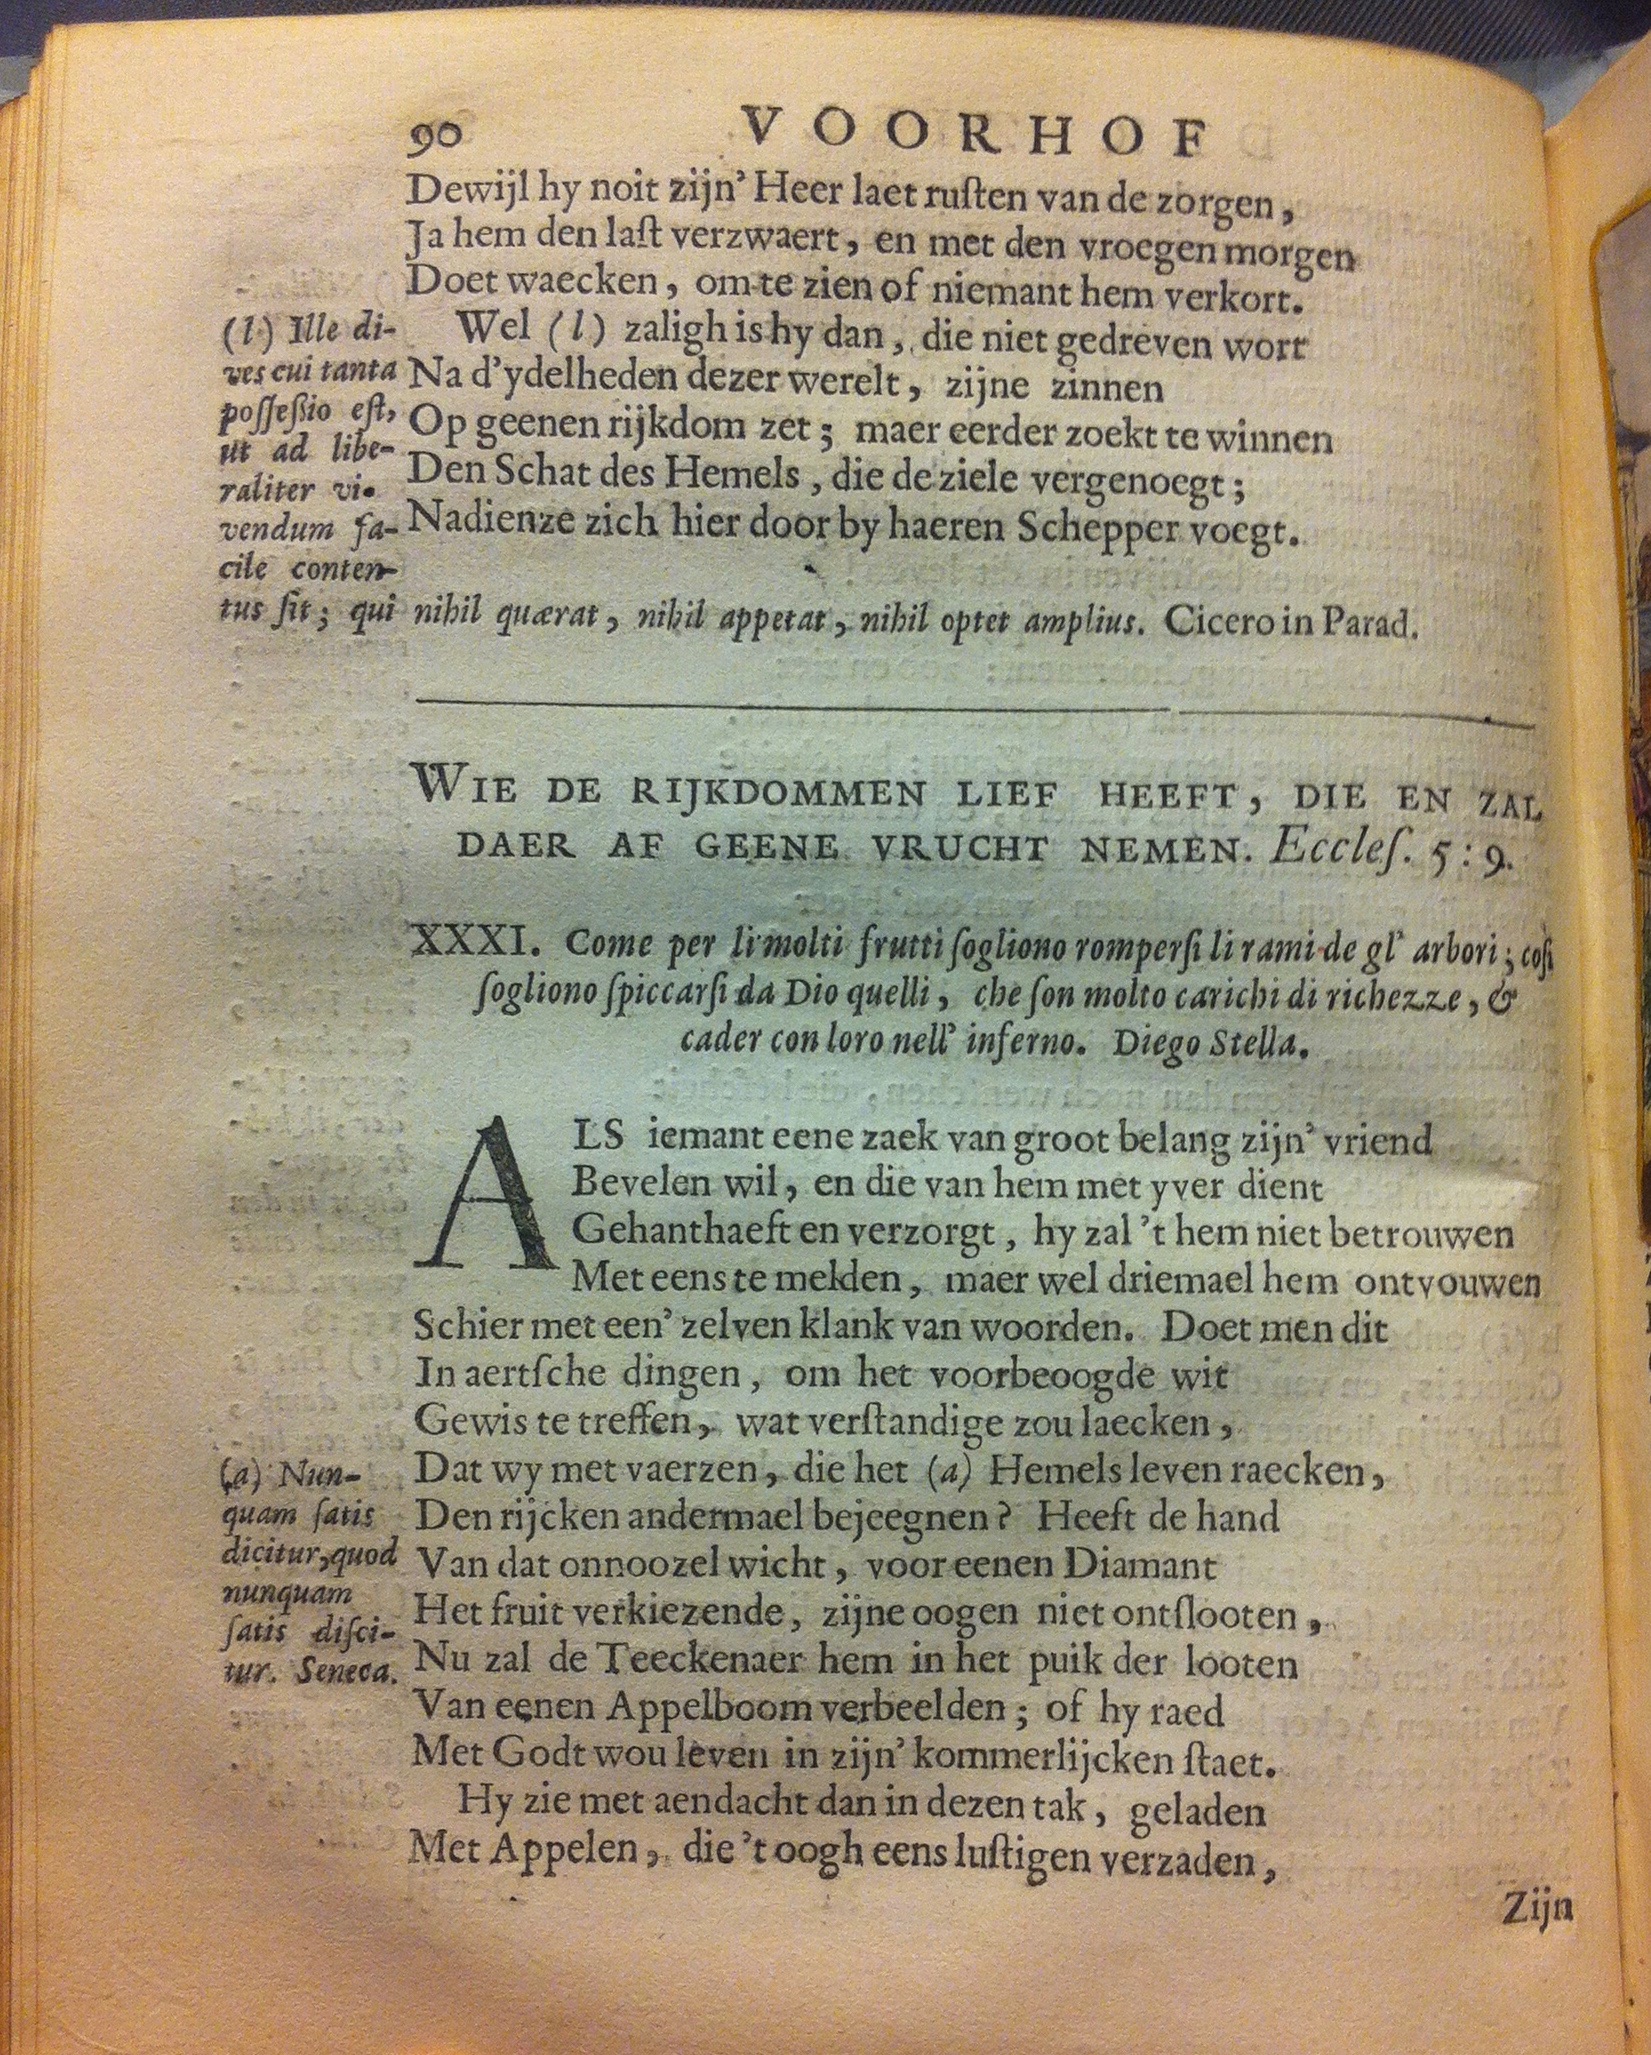 90 VOORHOF
Dewijl hy noit zijn’ Heer laet ruſten van de zorgen,
Ja hem den laſt verzwaert, en met den vroegen morgen
Doet waecken, om te zien of niemant hem verkort.
Wel (l) zaligh is hy dan, die niet gedreven wort
Na d’ydelheden dezer werelt, zijne zinnen
Op geenen rijkdom zet; maer eerder zoekt te winnen
Den Schat des Hemels, die de ziele vergenoegt;
Nadienze zich hier door by haeren Schepper voegt.
(l) Ille di-
ves cui tanta
poſſeßio eſt,
ut ad libe-
raliter vi-
vendum fa-
cile conten-
tus ſit; qui nihil quærat, nihil appetat, nihil optet amplius. Cicero in Parad.
WIE DE RIJKDOMMEN LIEF HEEFT, DIE EN ZAL
DAER AF GEENE VRUCHT NEMEN. Eccleſ. 5:9.
XXXI. Come per li molti frutti ſogliono romperſi li rami de gl’ arbori; coſi
ſogliono ſpiccarſi da Dio quelli, che ſon molto carichi di richezze, &
cader con loro nell’ inferno. Diego Stella.
ALS iemant eene zaek van groot belang zijn’ vriend
Bevelen wil, en die van hem met yver dient
Gehanthaeft en verzorgt, hy zal ’t hem niet betrouwen
Met eens te melden, maer wel driemael hem ontvouwen
Schier met een’ zelven klank van woorden. Doet men dit
In aertſche dingen, om het voorbeoogde wit
Gewis te treffen, wat verſtandige zou laecken,
Dat wy met vaerzen, die het (a) Hemels leven raecken,
Den rijcken andermael bejeegnen? Heeft de hand
Van dat onnoozel wicht, voor eenen Diamant
Het fruit verkiezende, zijne oogen niet ontſlooten,
Nu zal de Teeckenaer hem in het puik der looten
Van eenen Appelboom verbeelden; of hy raed
Met Godt wou leven in zijn’ kommerlijcken ſtaet.
Hy zie met aendacht dan in dezen tak, geladen
Met Appelen, die ’t oogh eens luſtigen verzaden,
(a) Nun-
quam ſatis
dicitur, quod
nunquam
ſatis diſci-
tur. Seneca.
Zijn